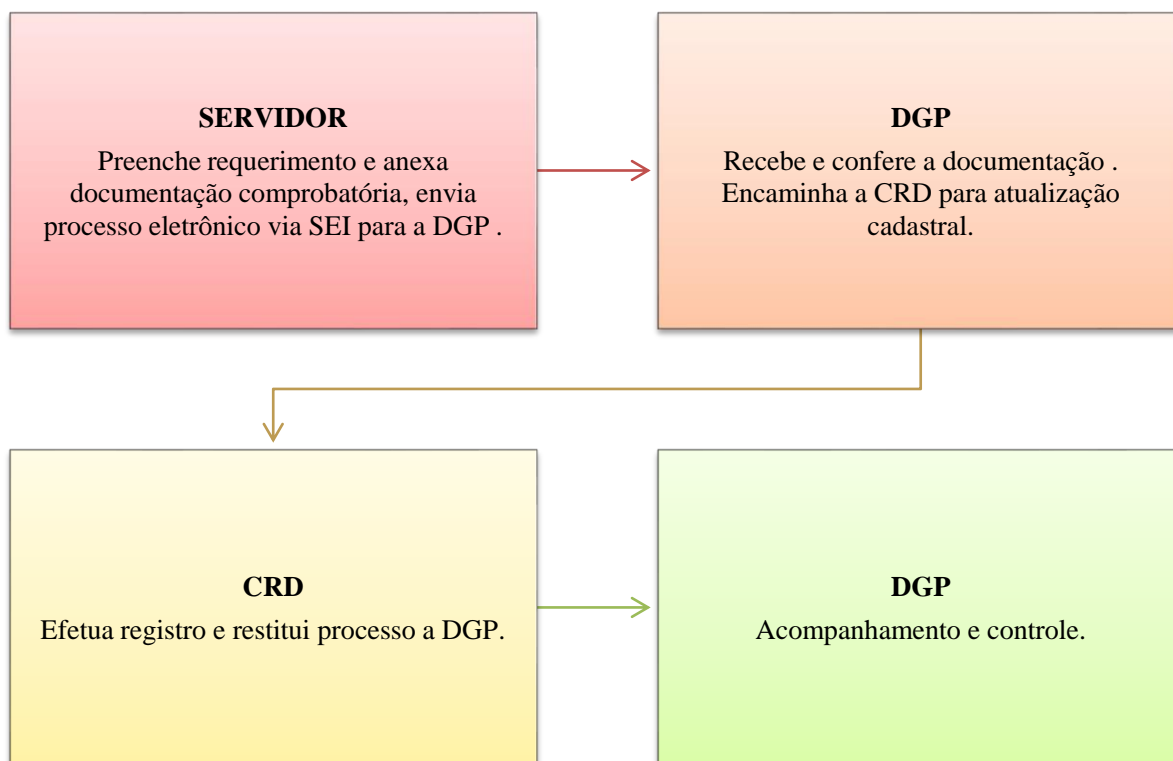 SERVIDOR
Preenche requerimento e anexa
documentação comprobatória, envia
processo eletrônico via SEI para a DGP .
DGP
Recebe e confere a documentação .
Encaminha a CRD para atualização
cadastral.
CRD
Efetua registro e restitui processo a DGP.
DGP
Acompanhamento e controle.